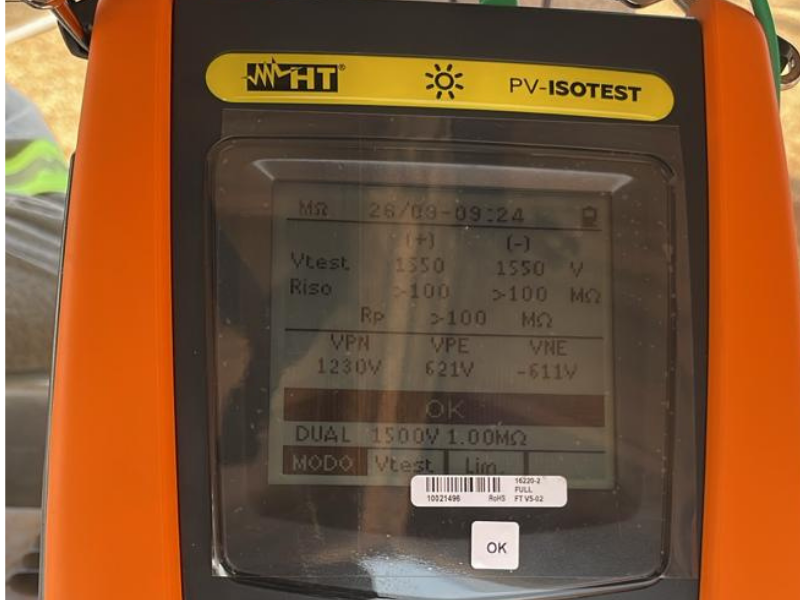 HT®
PV-ISOTEST
MΩ 26/09-09:24
(+) (-)
Vtest 1550 1550 V
Riso >100 >100 MΩ
Rp >100 MΩ
VPN VPE VNE
1230V 621V -611V
OK
DUAL 1500V 1.00MΩ
MODO Vtest Lim.
10021496 RoHS
16220-2
FULL
FT V5-02
OK